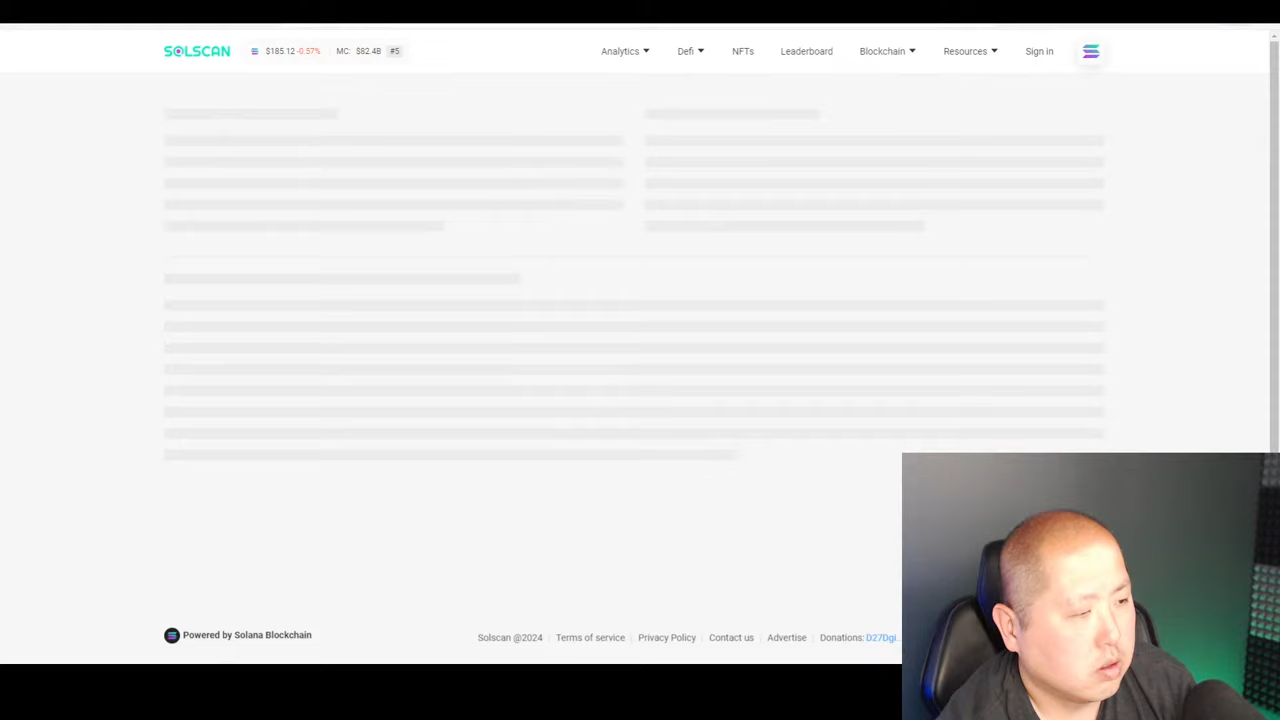 SOLSCAN $185.12 -0.57% MC: $82.4B #5 Analytics Defi NFTs Leaderboard Blockchain Resources Sign in
Powered by Solana Blockchain Solscan @2024 Terms of service Privacy Policy Contact us Advertise Donations: D27Dgi...